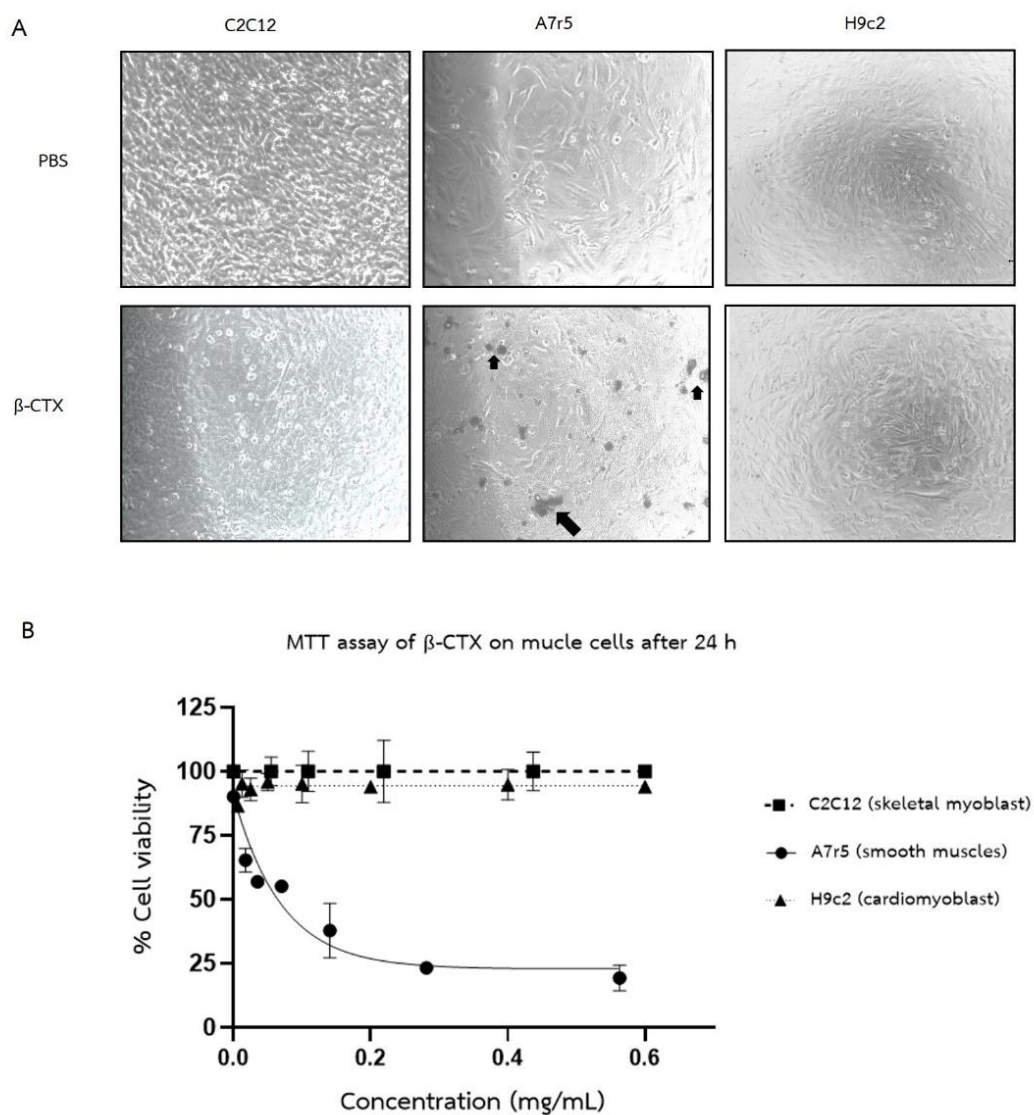 A
C2C12
A7r5
H9c2
PBS
β-CTX
B
MTT assay of β-CTX on mucle cells after 24 h
125
100
75
50
25
0
% Cell viability
0.0
0.2
0.4
0.6
Concentration (mg/mL)
C2C12 (skeletal myoblast)
A7r5 (smooth muscles)
H9c2 (cardiomyoblast)